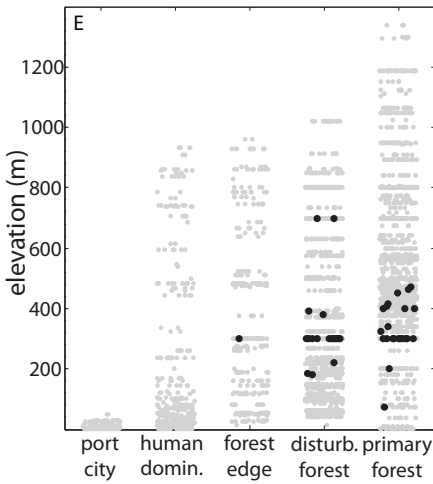 E
elevation (m)
1200
1000
800
600
400
200
port city
human domin.
forest edge
disturb. forest
primary forest